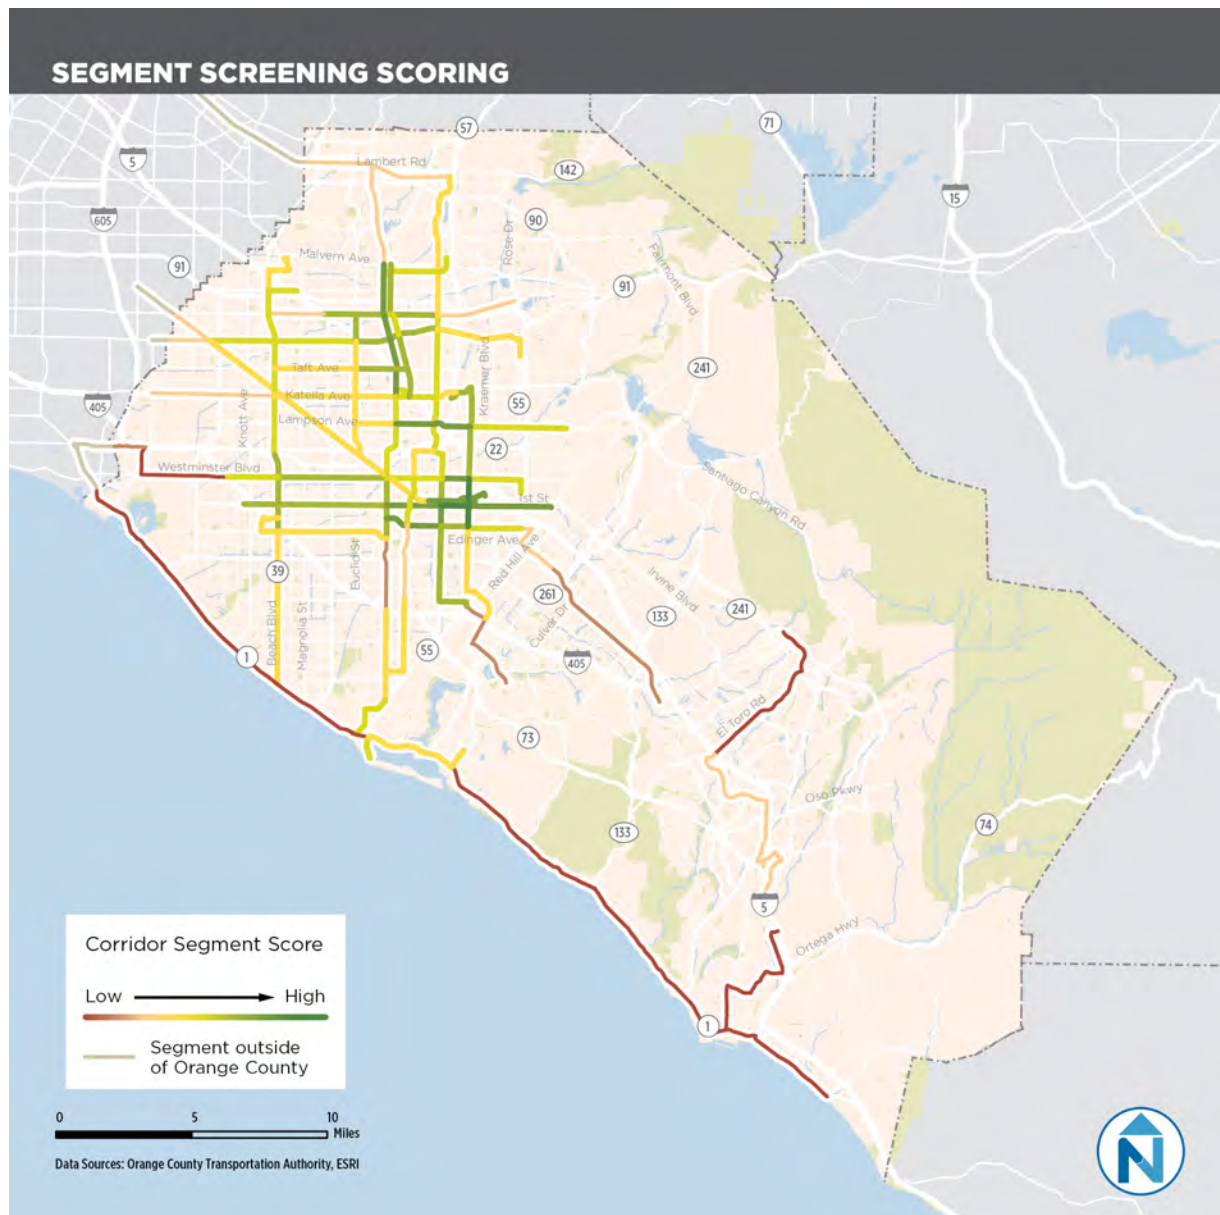 SEGMENT SCREENING SCORING
57
71
5
Lambert Rd
142
15
605
90
Rose Dr
Malvern Ave
91
Fairmont Blvd
91
Kraemer Blvd
241
Taft Ave
Katella Ave
Knott Ave
405
55
Lampson Ave
22
Westminster Blvd
Santiago Canyon Rd
1st St
Edinger Ave
Red Hill Ave
Euclid St
39
Irvine Blvd
261
Culver Dr
133
241
Beach Blvd
Magnolia St
1
55
405
El Toro Rd
73
Oso Pkwy
133
74
5
Ortega Hwy
1
Corridor Segment Score
Low High
Segment outside
of Orange County
0 5 10
Miles
Data Sources: Orange County Transportation Authority, ESRI
N